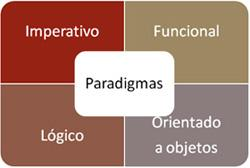 Imperativo
Funcional
Paradigmas
Lógico
Orientado
a objetos